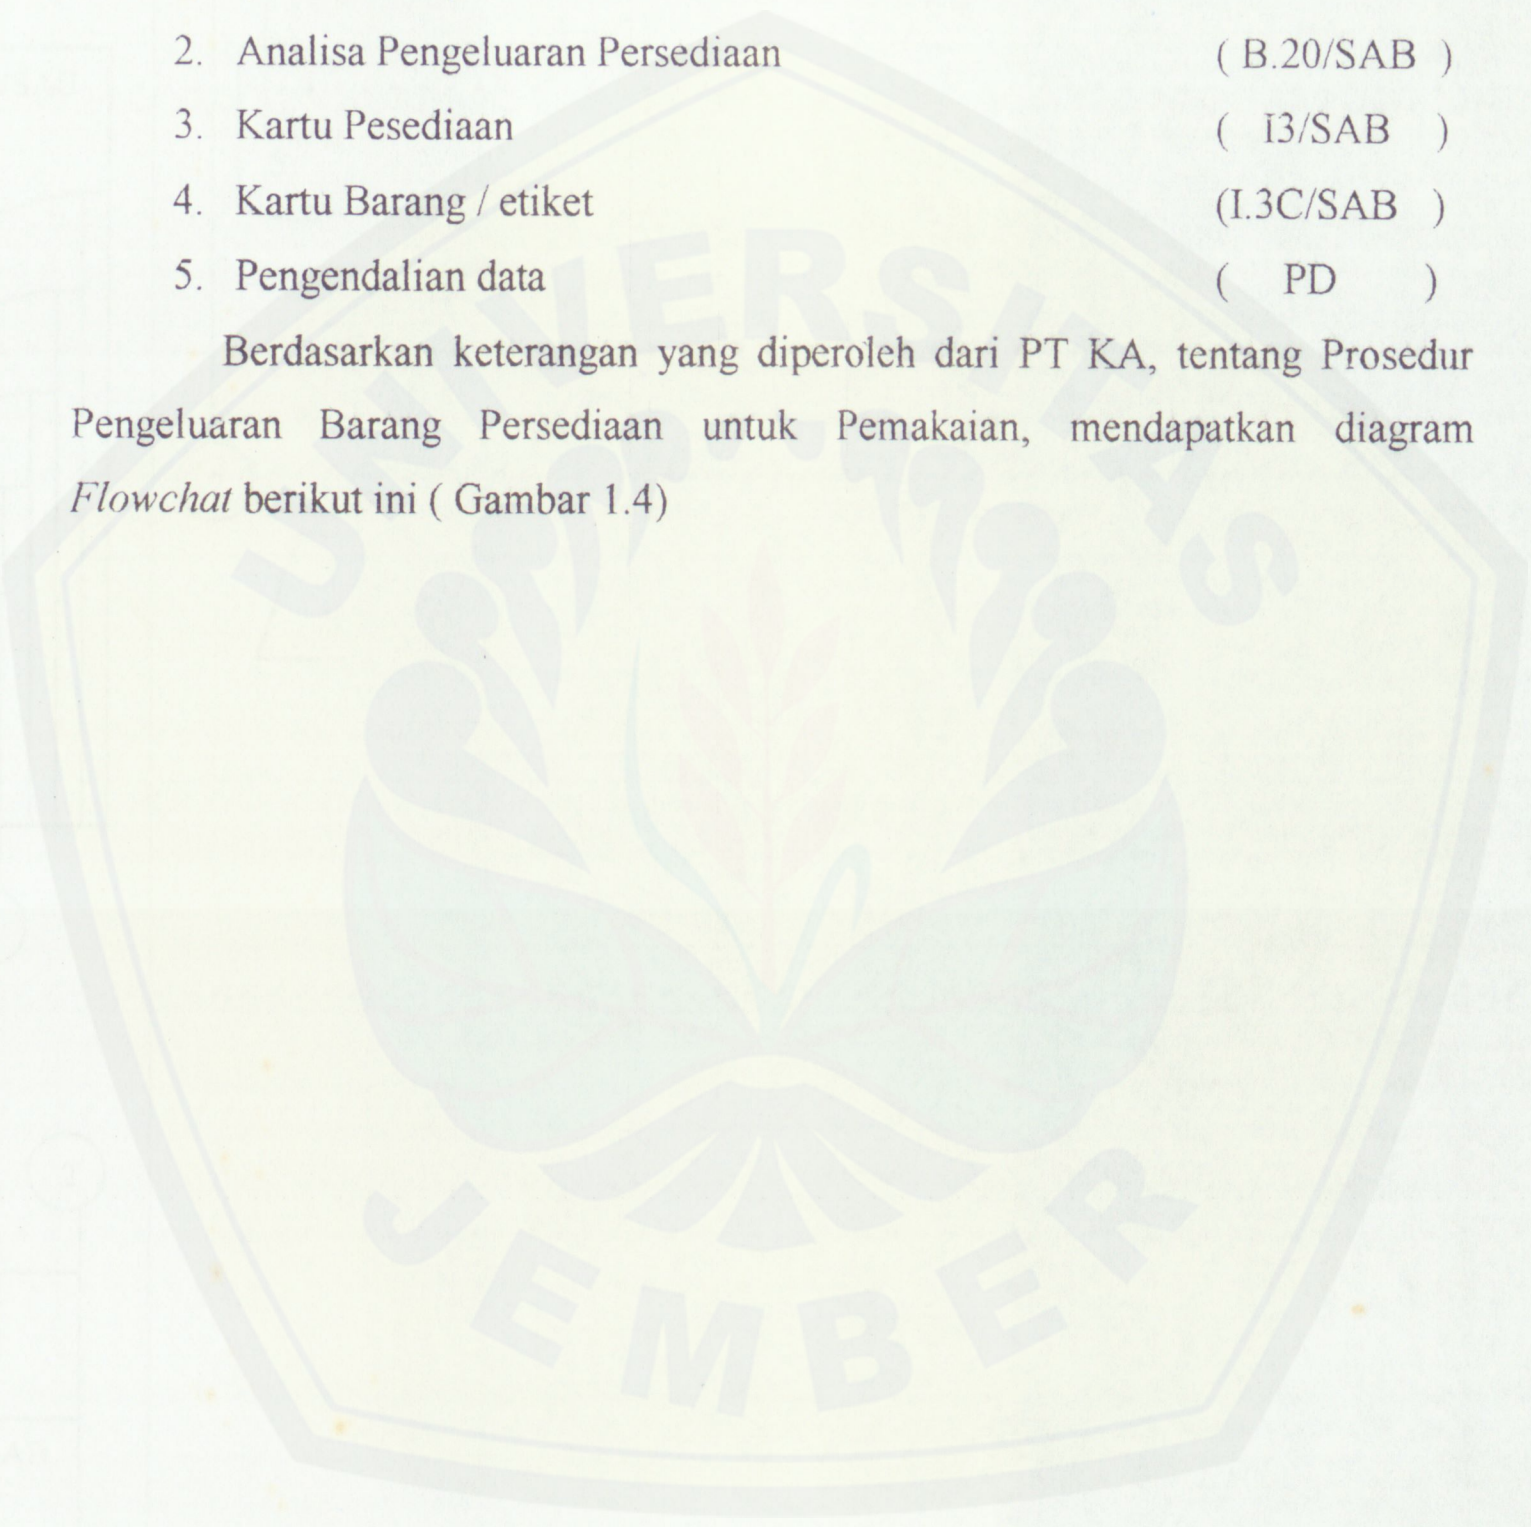 2. Analisa Pengeluaran Persediaan ( B.20/SAB )
3. Kartu Pesediaan ( I3/SAB )
4. Kartu Barang / etiket (I.3C/SAB )
5. Pengendalian data ( PD )
Berdasarkan keterangan yang diperoleh dari PT KA, tentang Prosedur
Pengeluaran Barang Persediaan untuk Pemakaian, mendapatkan diagram
Flowchat berikut ini ( Gambar 1.4)
UNIVERSITAS
JEMBER